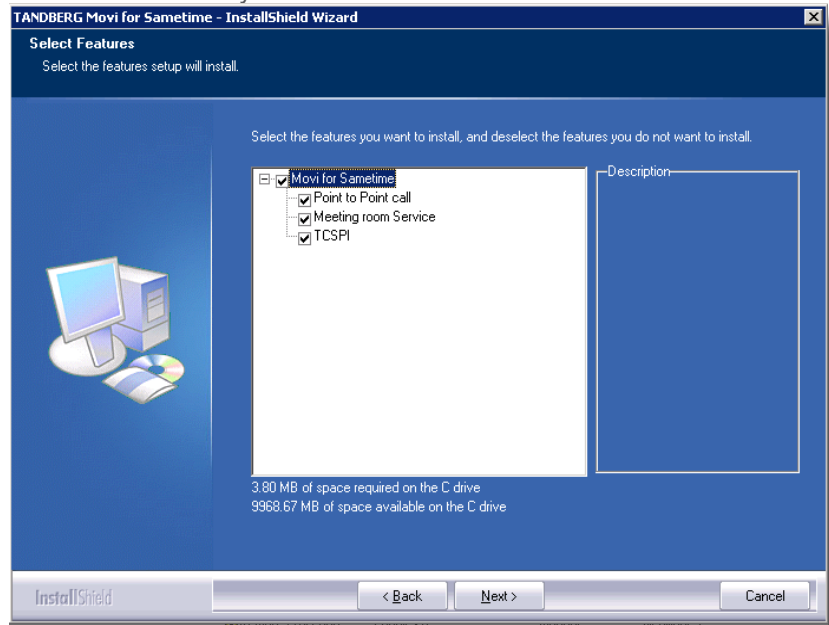 TANDBERG Movi for Sametime - InstallShield Wizard
Select Features
Select the features setup will install.
Select the features you want to install, and deselect the features you do not want to install.
Movi for Sametime
Point to Point call
Meeting room Service
TCSPI
Description
3.80 MB of space required on the C drive
9968.67 MB of space available on the C drive
InstallShield
< Back
Next >
Cancel